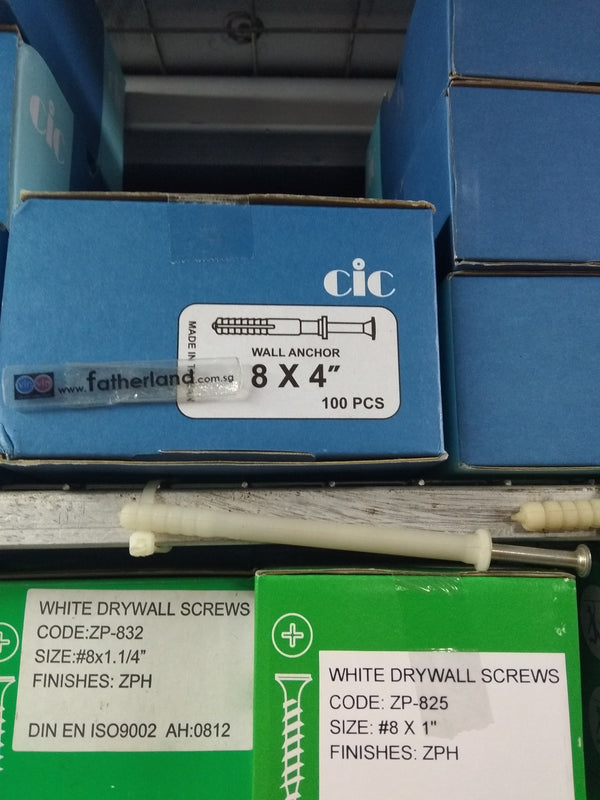 cic
cic
WALL ANCHOR
8 X 4″
100 PCS
MADE IN
www.fatherland.com.sg
WHITE DRYWALL SCREWS
CODE:ZP-832
SIZE:#8x1.1/4"
FINISHES: ZPH
DIN EN ISO9002 AH:0812
WHITE DRYWALL SCREWS
CODE: ZP-825
SIZE: #8 X 1"
FINISHES: ZPH